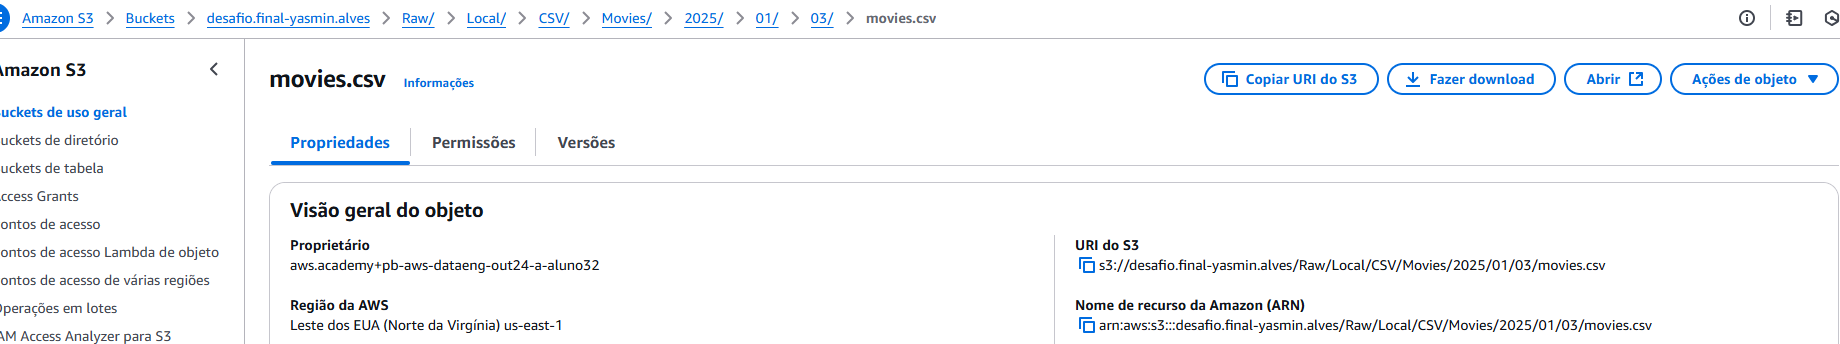 Amazon S3 > Buckets > desafio.final-yasmin.alves > Raw/ > Local/ > CSV/ > Movies/ > 2025/ > 01/ > 03/ > movies.csv
Amazon S3
uckets de uso geral
uckets de diretório
uckets de tabela
ccess Grants
ontos de acesso
ontos de acesso Lambda de objeto
ontos de acesso de várias regiões
Operações em lotes
AM Access Analyzer para S3
movies.csv Informações
Copiar URI do S3
Fazer download
Abrir
Ações de objeto
Propriedades
Permissões
Versões
Visão geral do objeto
Proprietário
aws.academy+pb-aws-dataeng-out24-a-aluno32
Região da AWS
Leste dos EUA (Norte da Virgínia) us-east-1
URI do S3
s3://desafio.final-yasmin.alves/Raw/Local/CSV/Movies/2025/01/03/movies.csv
Nome de recurso da Amazon (ARN)
arn:aws:s3:::desafio.final-yasmin.alves/Raw/Local/CSV/Movies/2025/01/03/movies.csv